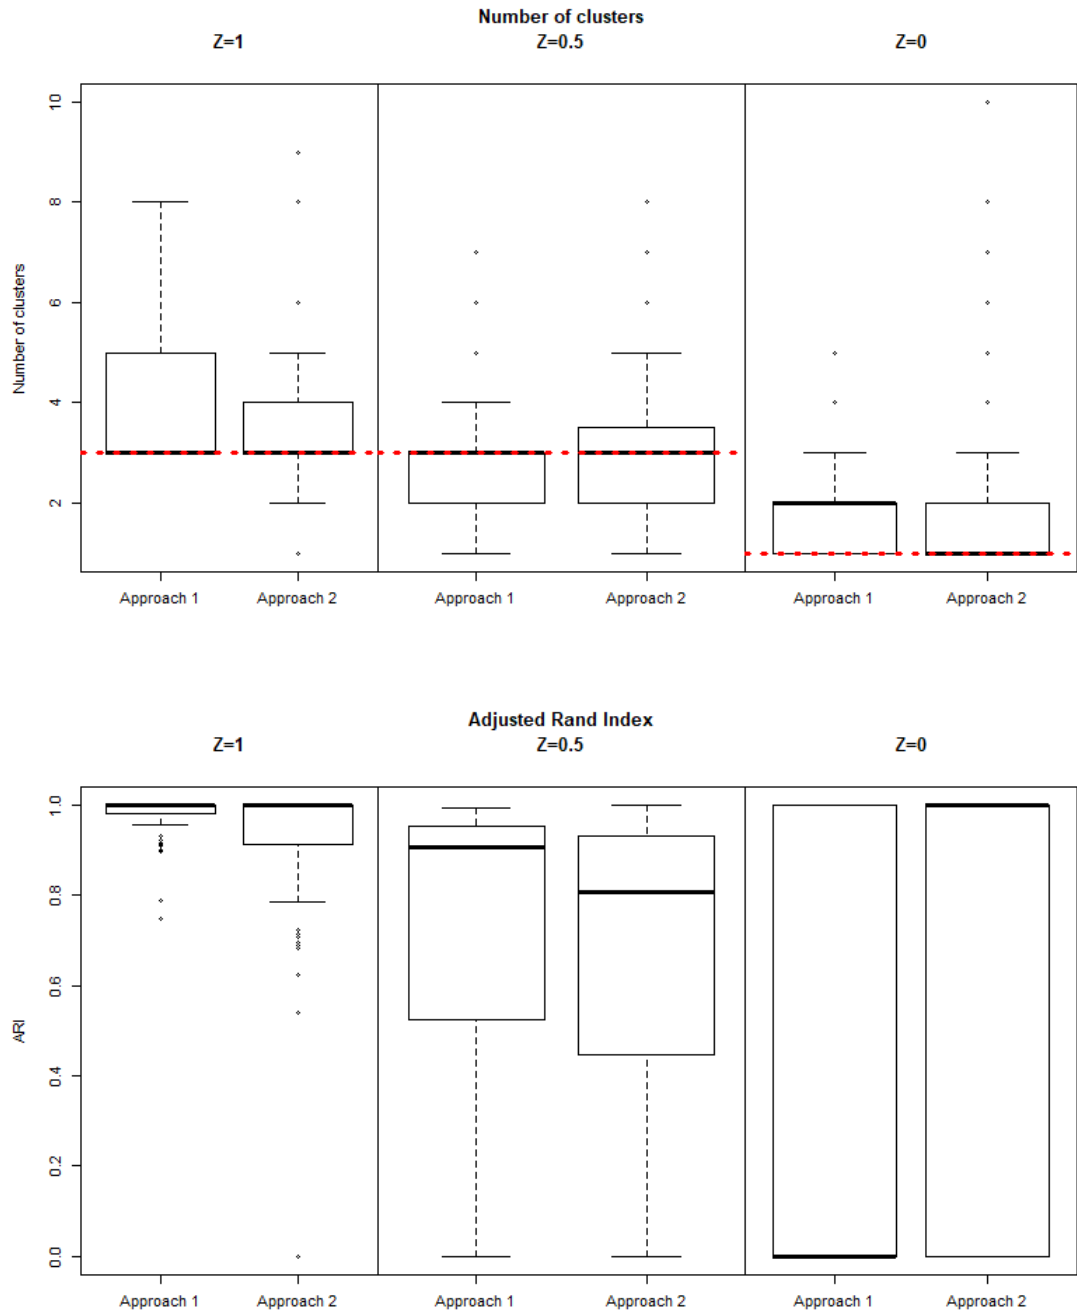 Number of clusters
Z=1 Z=0.5 Z=0
Number of clusters
10
8
6
4
2
Approach 1 Approach 2 Approach 1 Approach 2 Approach 1 Approach 2
Adjusted Rand Index
Z=1 Z=0.5 Z=0
ARI
1.0
0.8
0.6
0.4
0.2
0.0
Approach 1 Approach 2 Approach 1 Approach 2 Approach 1 Approach 2